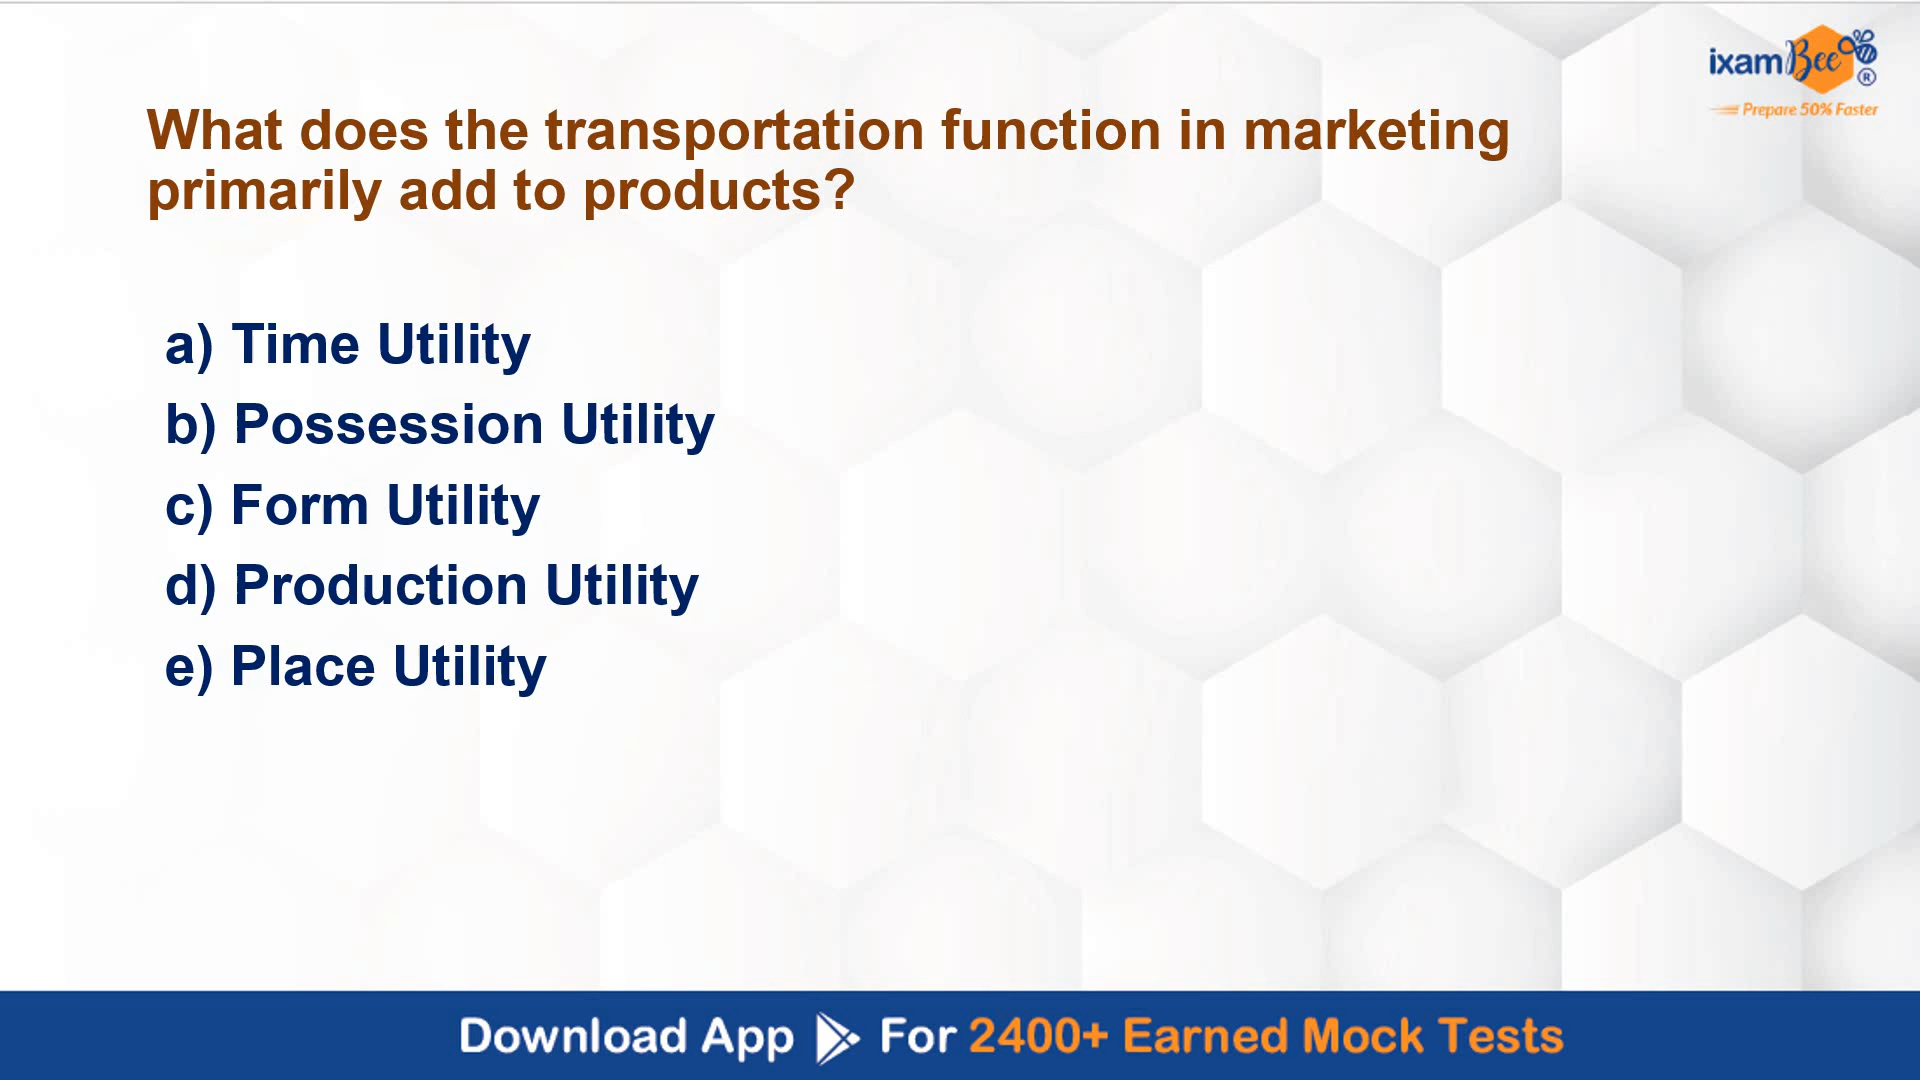 ixamBee®
Prepare 50% Faster
What does the transportation function in marketing
primarily add to products?
a) Time Utility
b) Possession Utility
c) Form Utility
d) Production Utility
e) Place Utility
Download App For 2400+ Earned Mock Tests